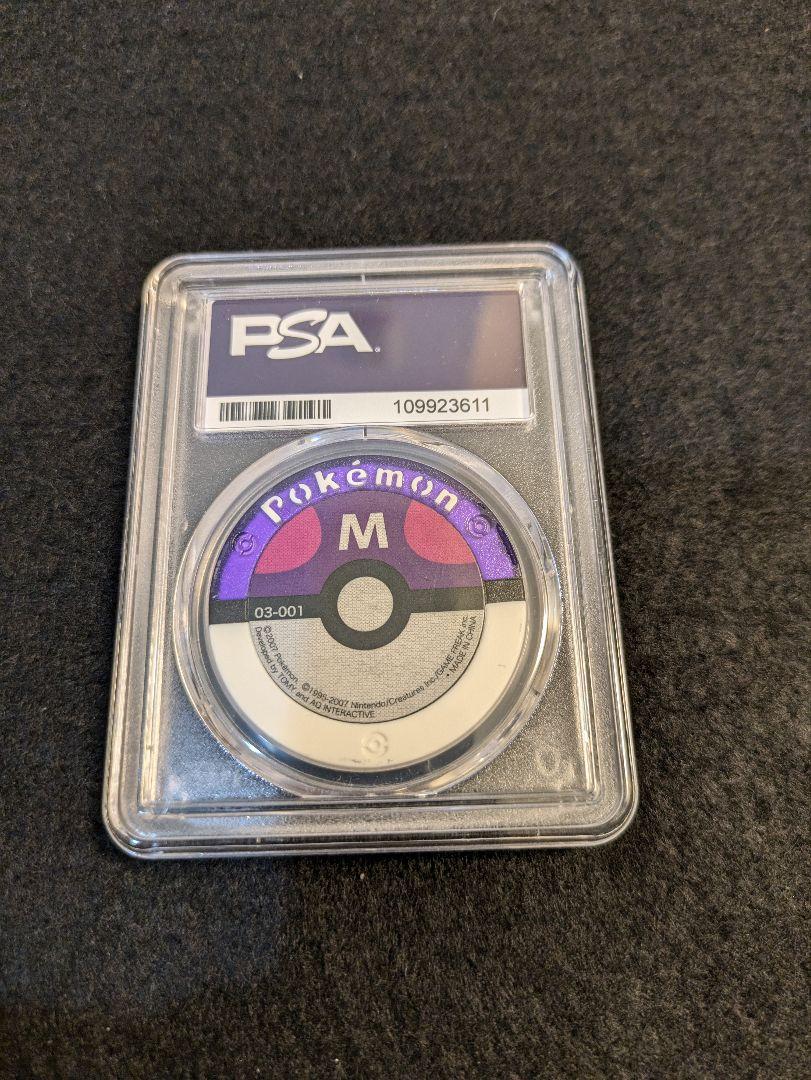 PSA
109923611
Pokémon
M
03-001
©2007 Pokémon. ©1995-2007 Nintendo/Creatures Inc./GAME FREAK inc.
Developed by TOMY and AQ INTERACTIVE • MADE IN CHINA